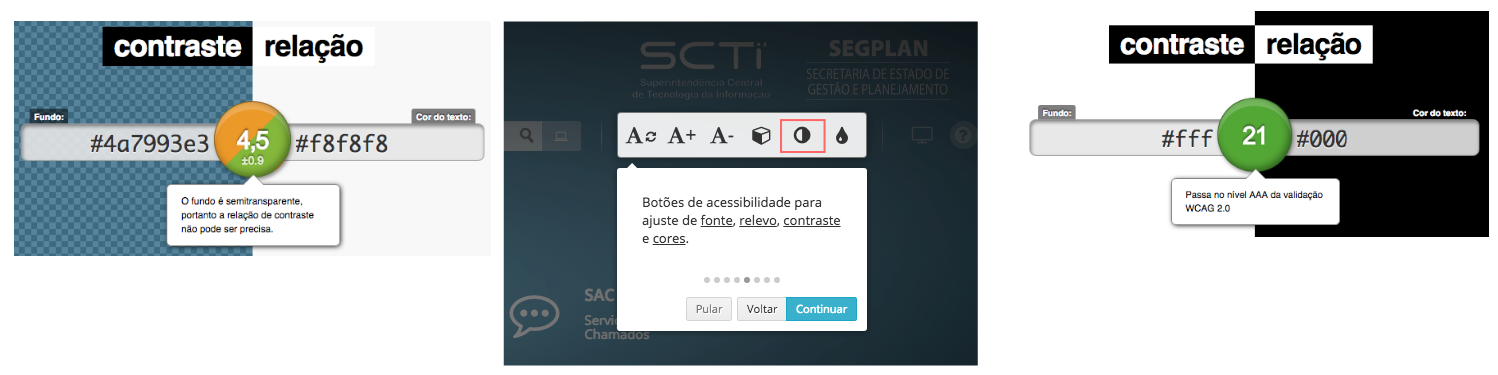 contraste relação
Fundo:
Cor do texto:
#4a7993e3 4,5 #f8f8f8
±0.9
O fundo é semitransparente,
portanto a relação de contraste
não pode ser precisa.
SCTi
Superintendência Central
de Tecnologia da Informação
SEGPLAN
SECRETARIA DE ESTADO DE
GESTÃO E PLANEJAMENTO
A A+ A-
?
Botões de acessibilidade para
ajuste de fonte, relevo, contraste
e cores.
Pular Voltar Continuar
SAC
Servi
Chamados
contraste relação
Fundo:
Cor do texto:
#fff 21 #000
Passa no nível AAA da validação
WCAG 2.0